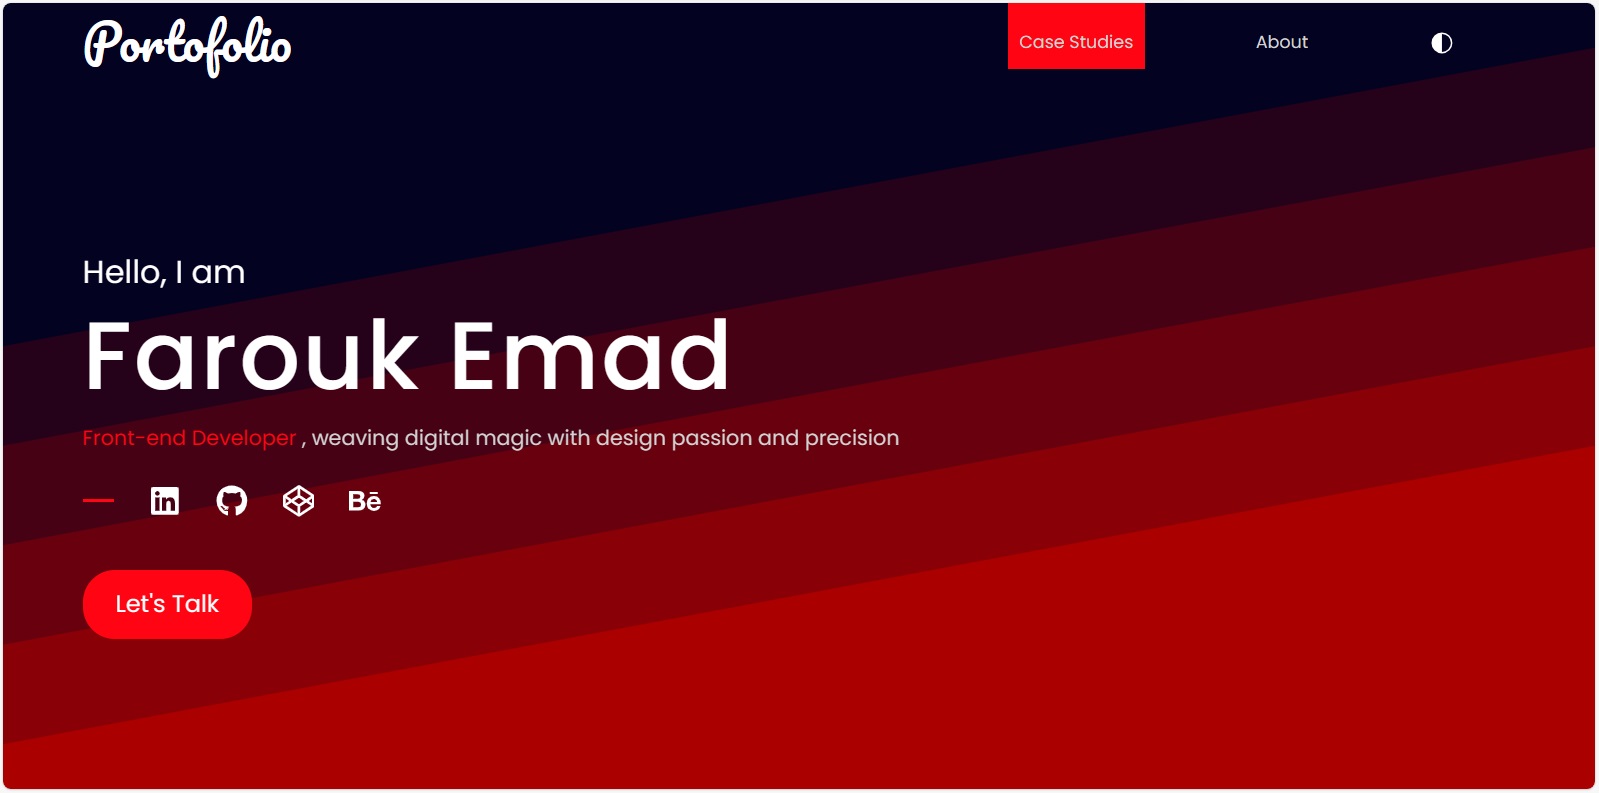 Portofolio
Case Studies
About
Hello, I am
Farouk Emad
Front-end Developer , weaving digital magic with design passion and precision
in
Bē
Let's Talk